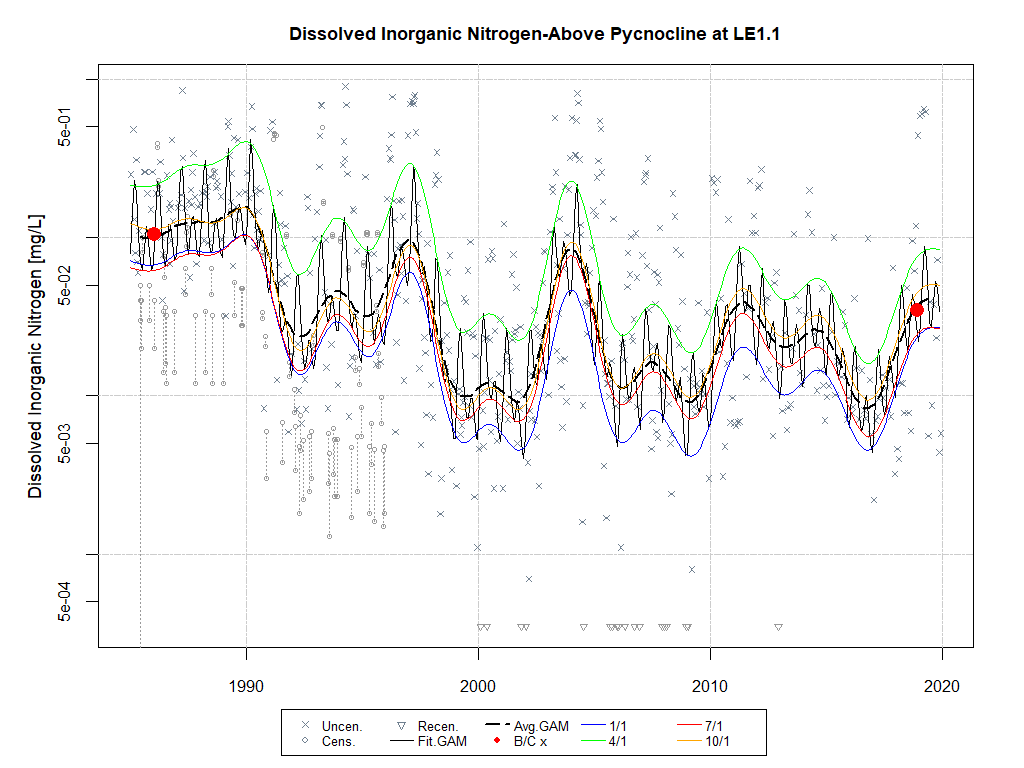 Dissolved Inorganic Nitrogen-Above Pycnocline at LE1.1
Dissolved Inorganic Nitrogen [mg/L]
5e-01
5e-02
5e-03
5e-04
1990 2000 2010 2020
Uncen. Recen. Avg.GAM 1/1 7/1
Cens. Fit.GAM B/C x 4/1 10/1